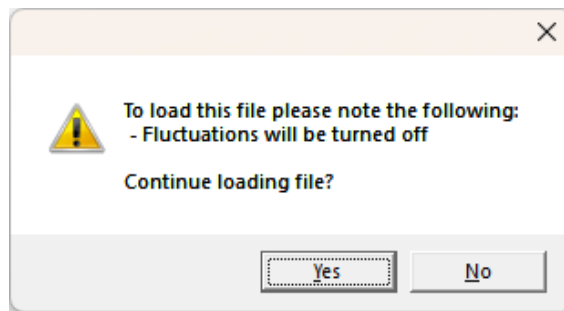 To load this file please note the following:
- Fluctuations will be turned off
Continue loading file?
Yes
No